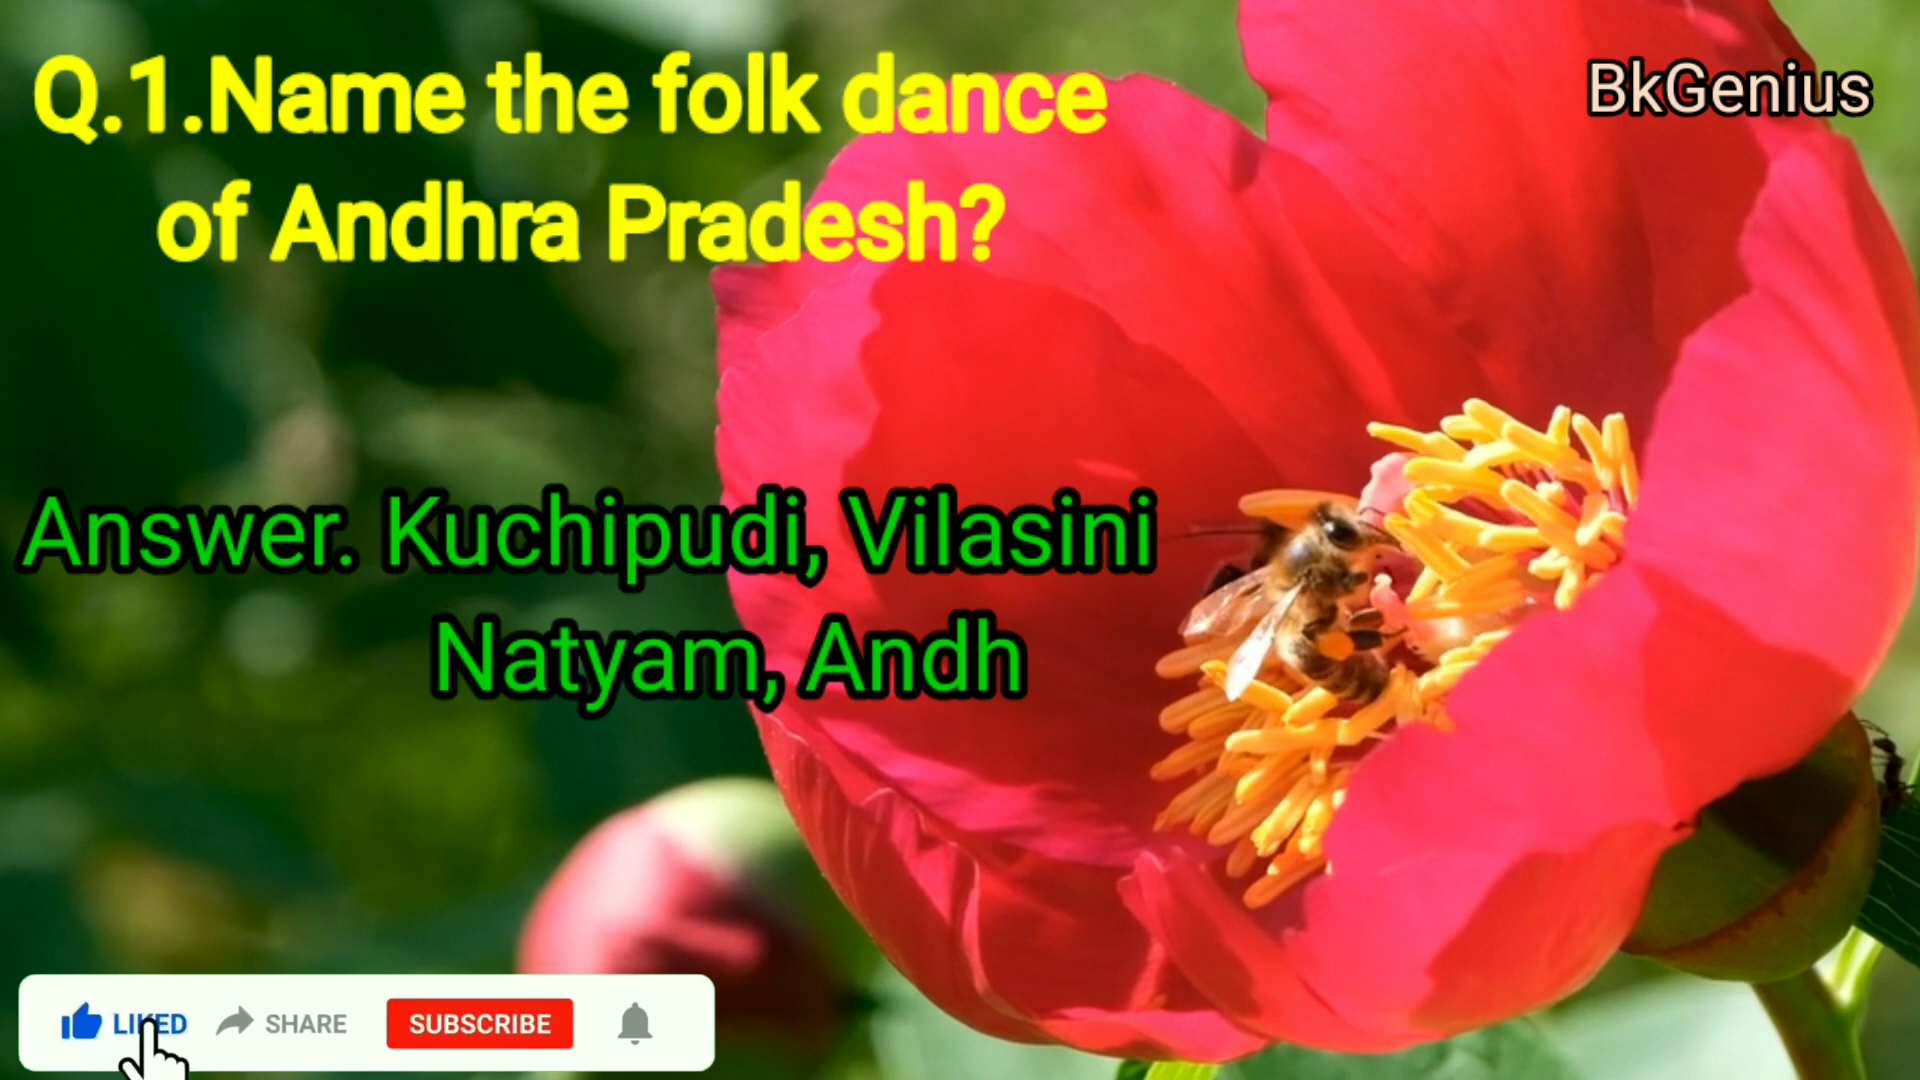 Q.1.Name the folk dance
of Andhra Pradesh?
BkGenius
Answer. Kuchipudi, Vilasini
Natyam, Andh
LIKED SHARE SUBSCRIBE